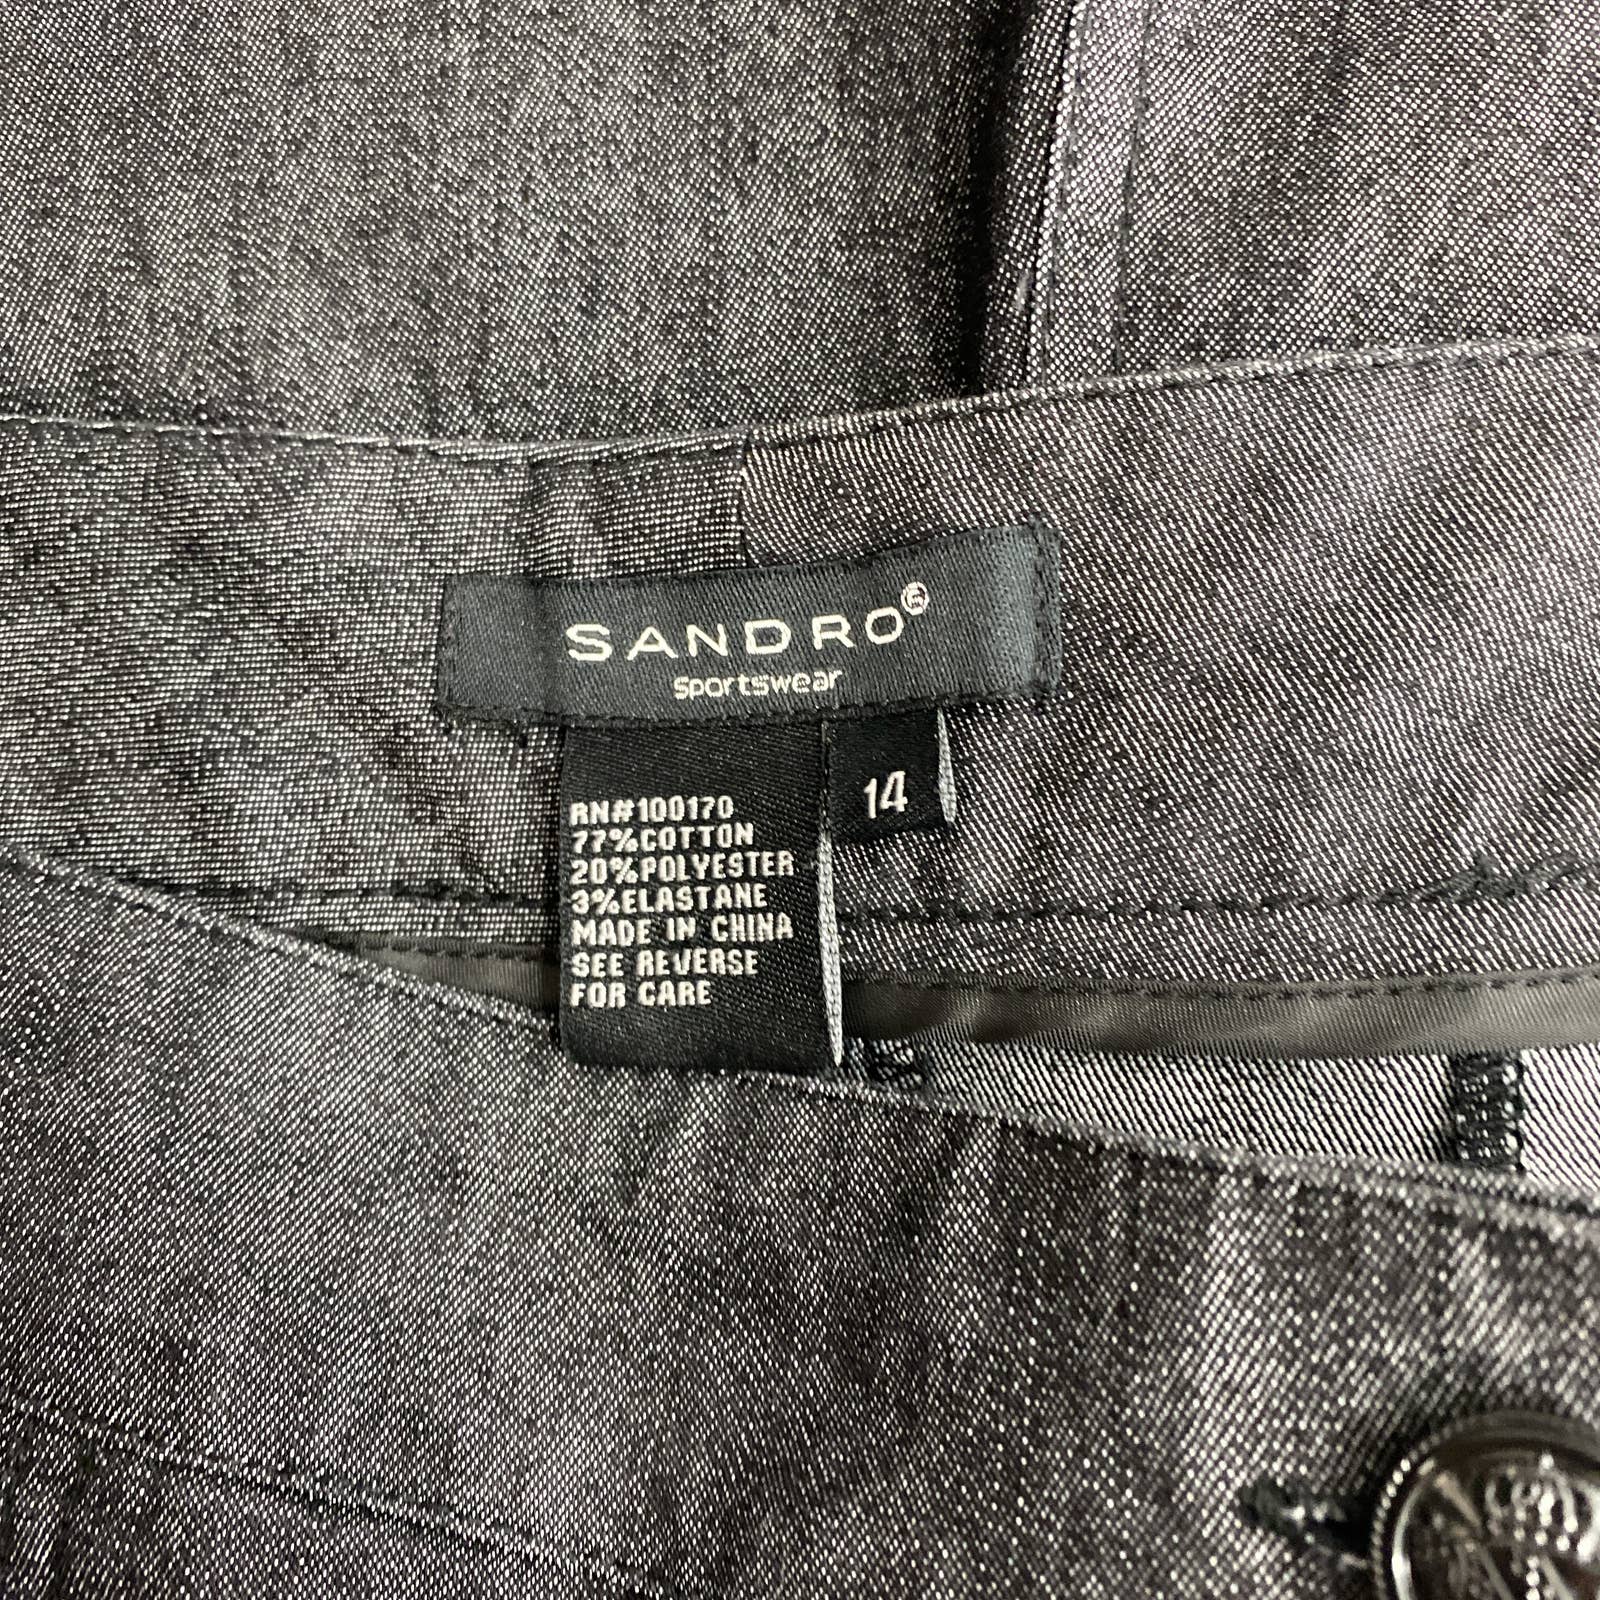 SANDRO®
Sportswear
14
RN#100170
77%COTTON
20%POLYESTER
3%ELASTANE
MADE IN CHINA
SEE REVERSE
FOR CARE